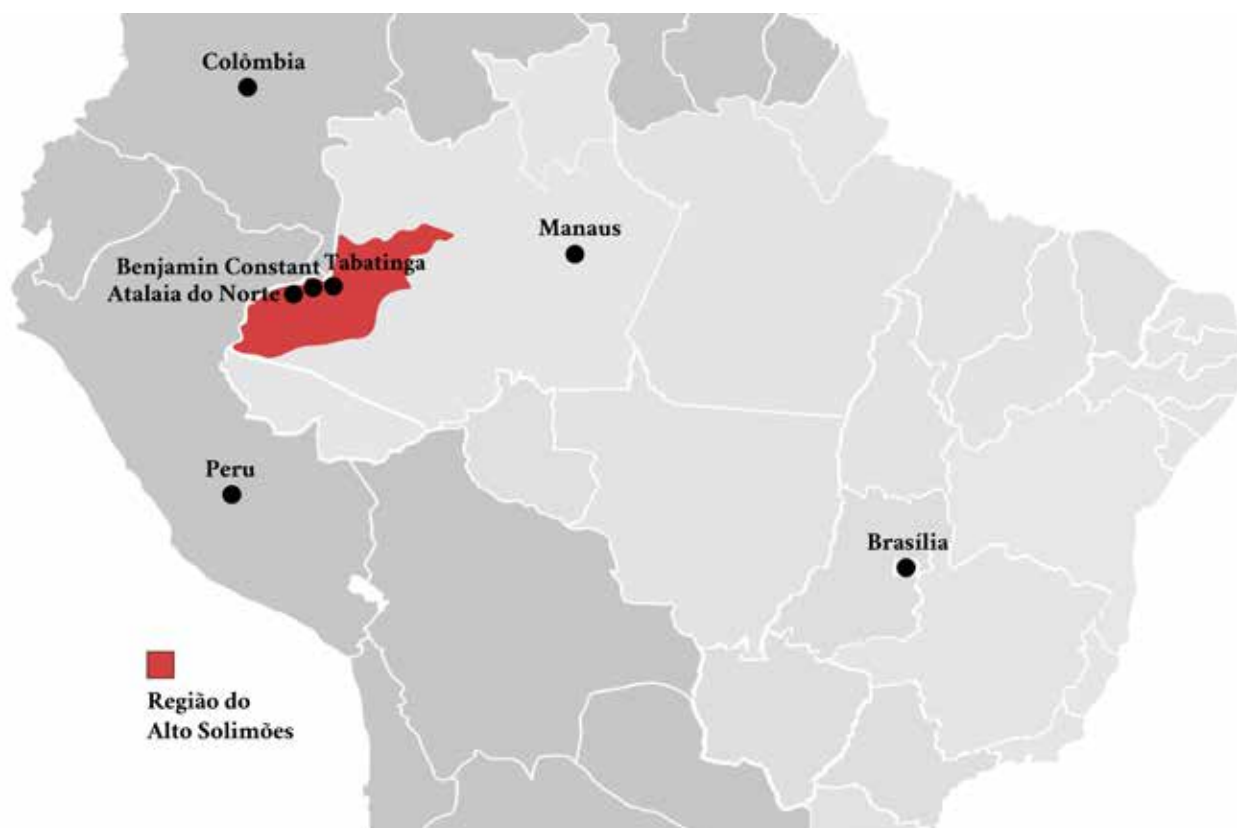 Colômbia
Manaus
Benjamin Constant
Tabatinga
Atalaia do Norte
Peru
Brasília
Região do
Alto Solimões